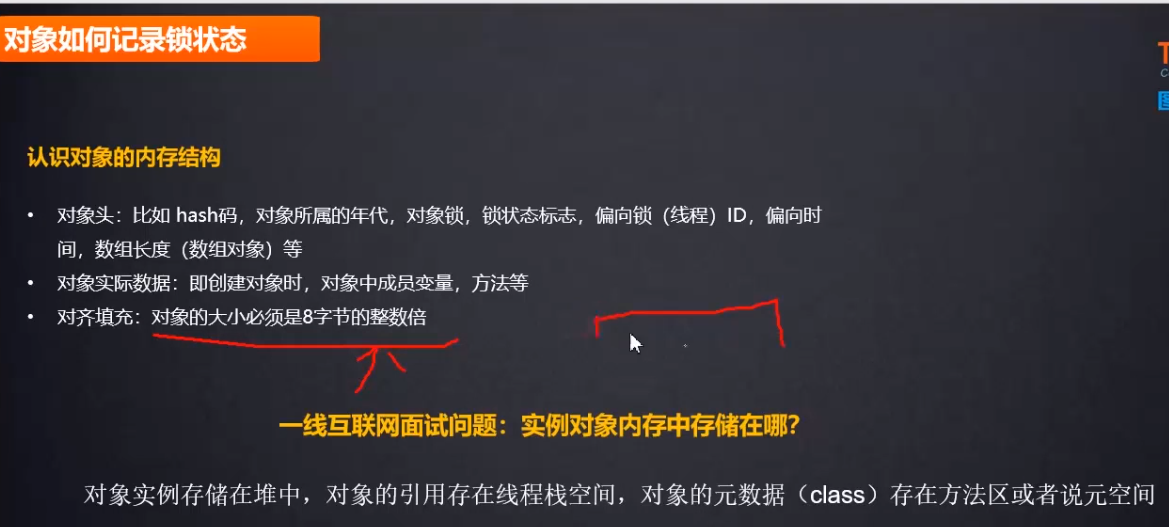 对象如何记录锁状态
认识对象的内存结构
• 对象头：比如 hash码，对象所属的年代，对象锁，锁状态标志，偏向锁（线程）ID，偏向时
间，数组长度（数组对象）等
• 对象实际数据：即创建对象时，对象中成员变量，方法等
• 对齐填充：对象的大小必须是8字节的整数倍
一线互联网面试问题：实例对象内存中存储在哪？
对象实例存储在堆中，对象的引用存在线程栈空间，对象的元数据（class）存在方法区或者说元空间